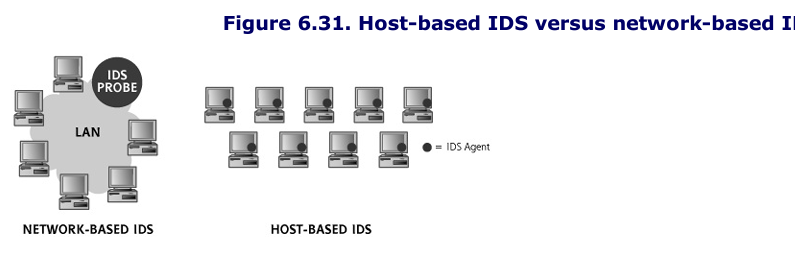 Figure 6.31. Host-based IDS versus network-based
IDS
PROBE
LAN
= IDS Agent
NETWORK-BASED IDS
HOST-BASED IDS